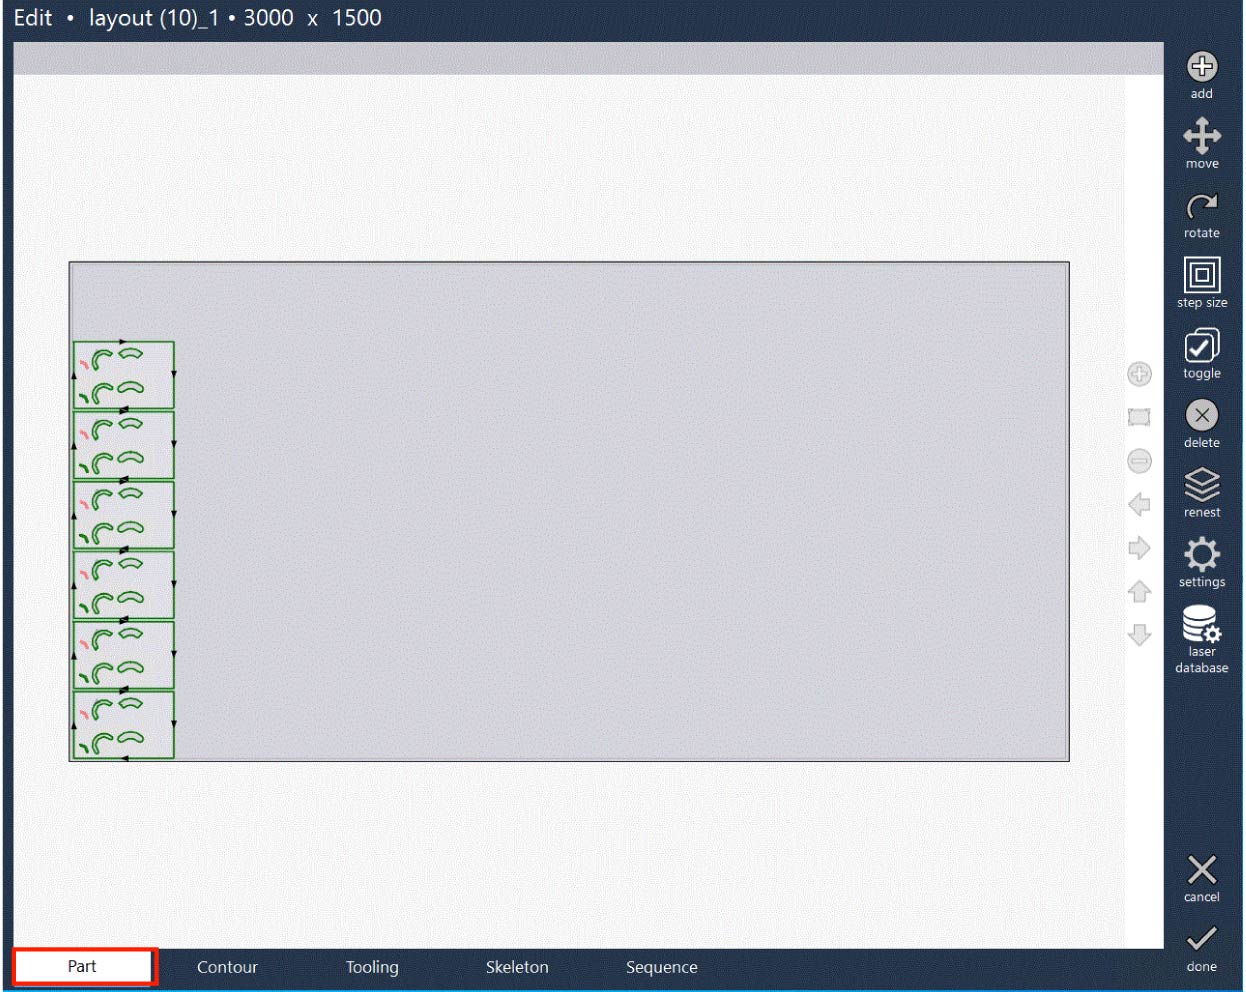 Edit • layout (10)_1 • 3000 x 1500
add
move
rotate
step size
toggle
delete
renest
settings
laser
database
cancel
done
Part Contour Tooling Skeleton Sequence